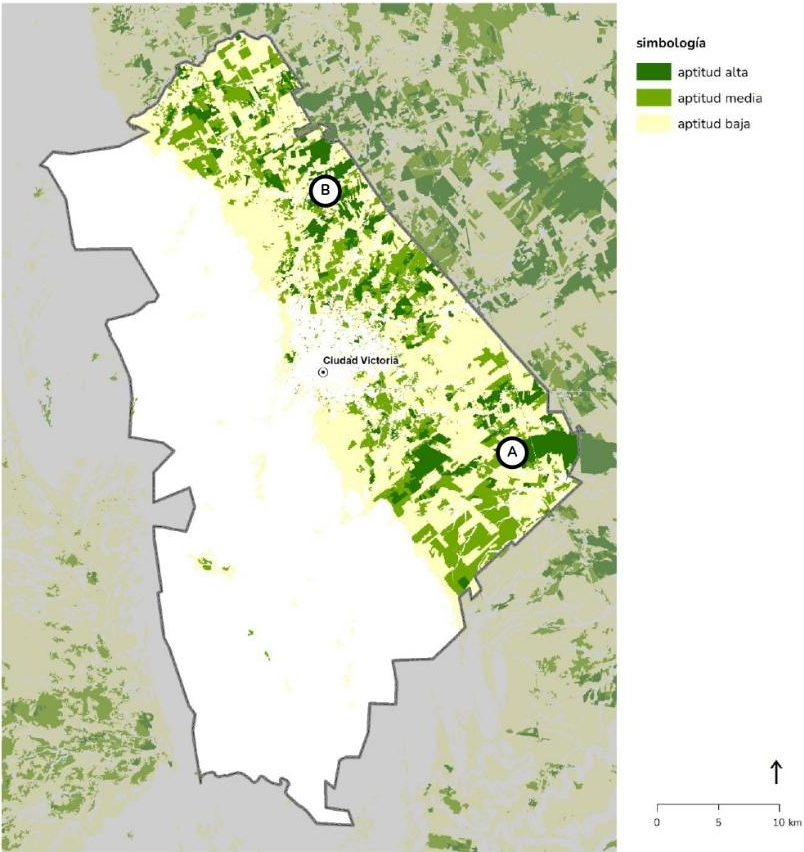 simbología
aptitud alta
aptitud media
aptitud baja
B
Ciudad Victoria
A
0 5 10 km